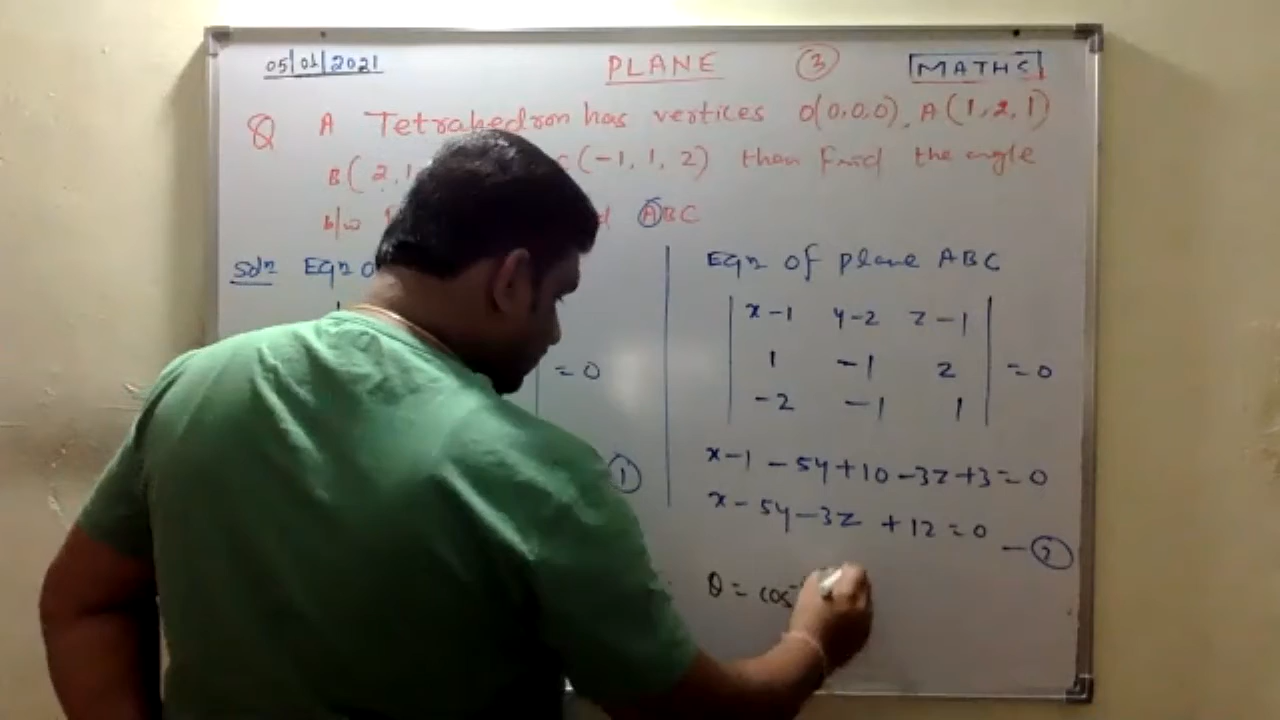 05/01/2021 PLANE 3 MATHS
Q A Tetrahedron has vertices O(0,0,0), A(1,2,1)
B(2,1 (-1,1,2) then find the angle
b/w ABC
Soln Eqn o
= 0
1
Eqn of plane ABC
x-1 y-2 z-1
1 -1 2 = 0
-2 -1 1
x-1 -5y+10 -3z+3=0
x-5y-3z +12=0 -2
θ = cos